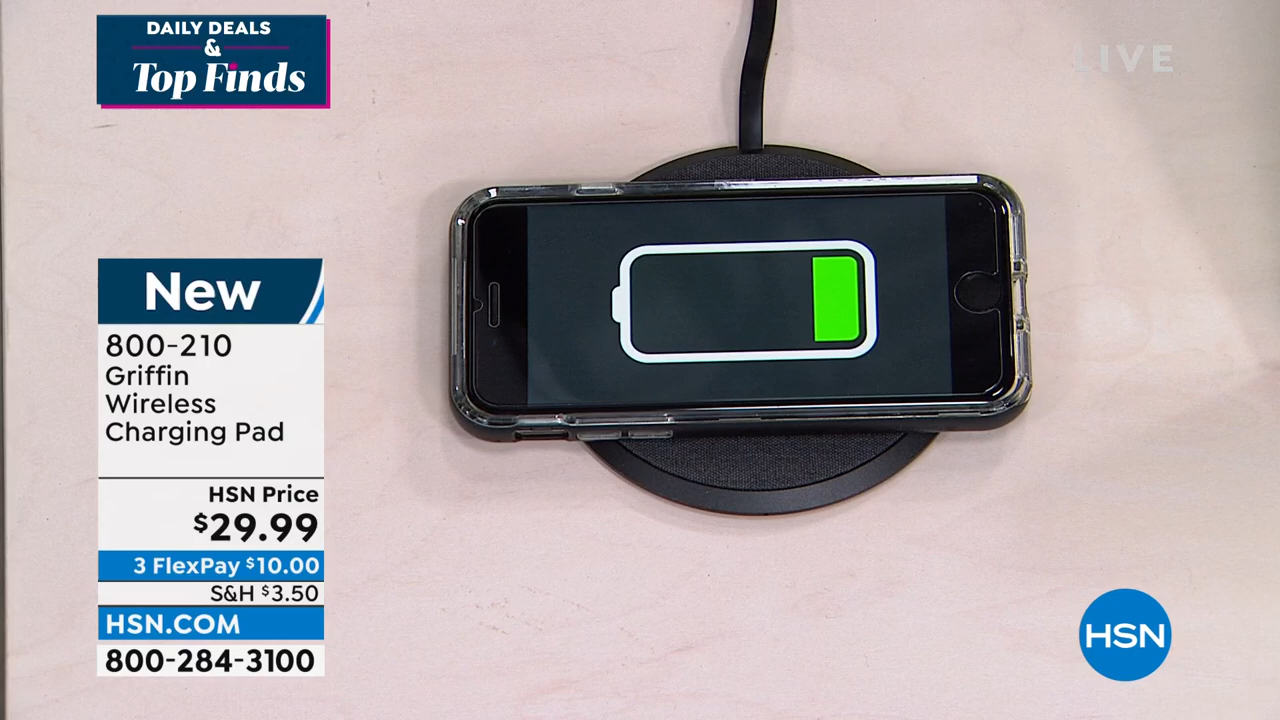 DAILY DEALS
&
Top Finds
LIVE
New
800-210
Griffin
Wireless
Charging Pad
HSN Price
$29.99
3 FlexPay $10.00
S&H $3.50
HSN.COM
800-284-3100
HSN